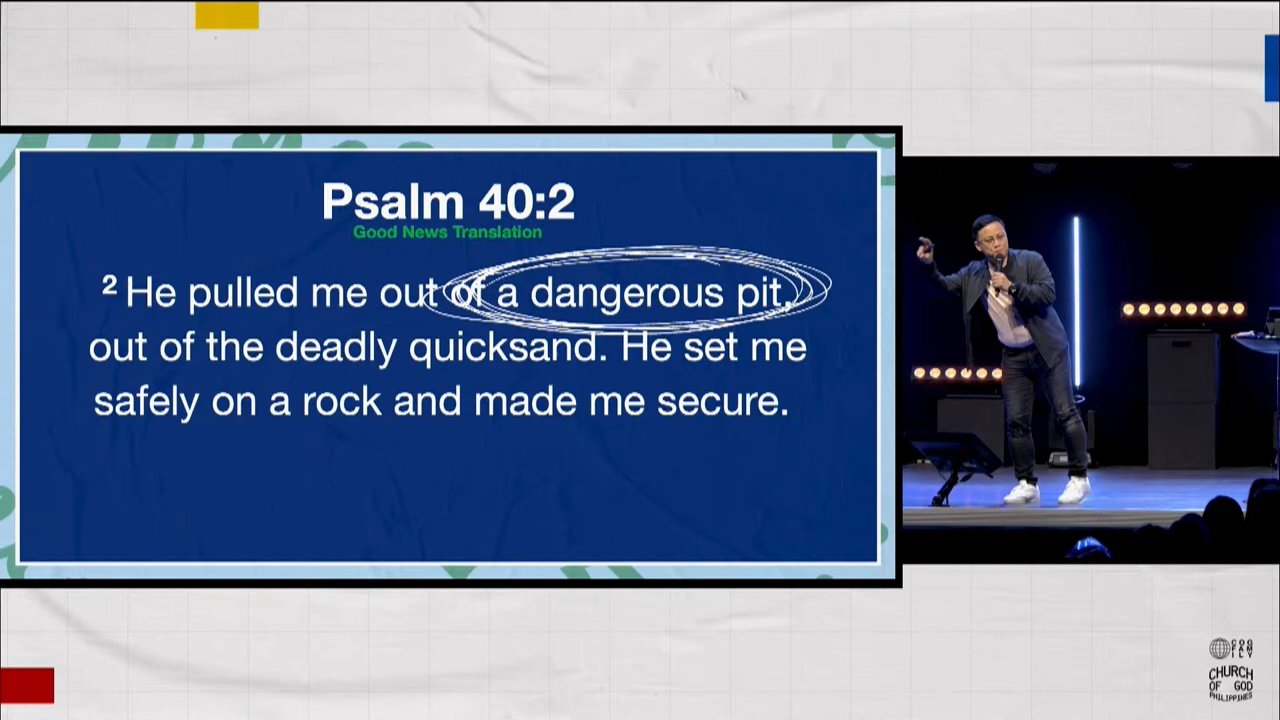 Psalm 40:2
Good News Translation
² He pulled me out of a dangerous pit,
out of the deadly quicksand. He set me
safely on a rock and made me secure.
CHURCH
OF GOD
PHILIPPINES